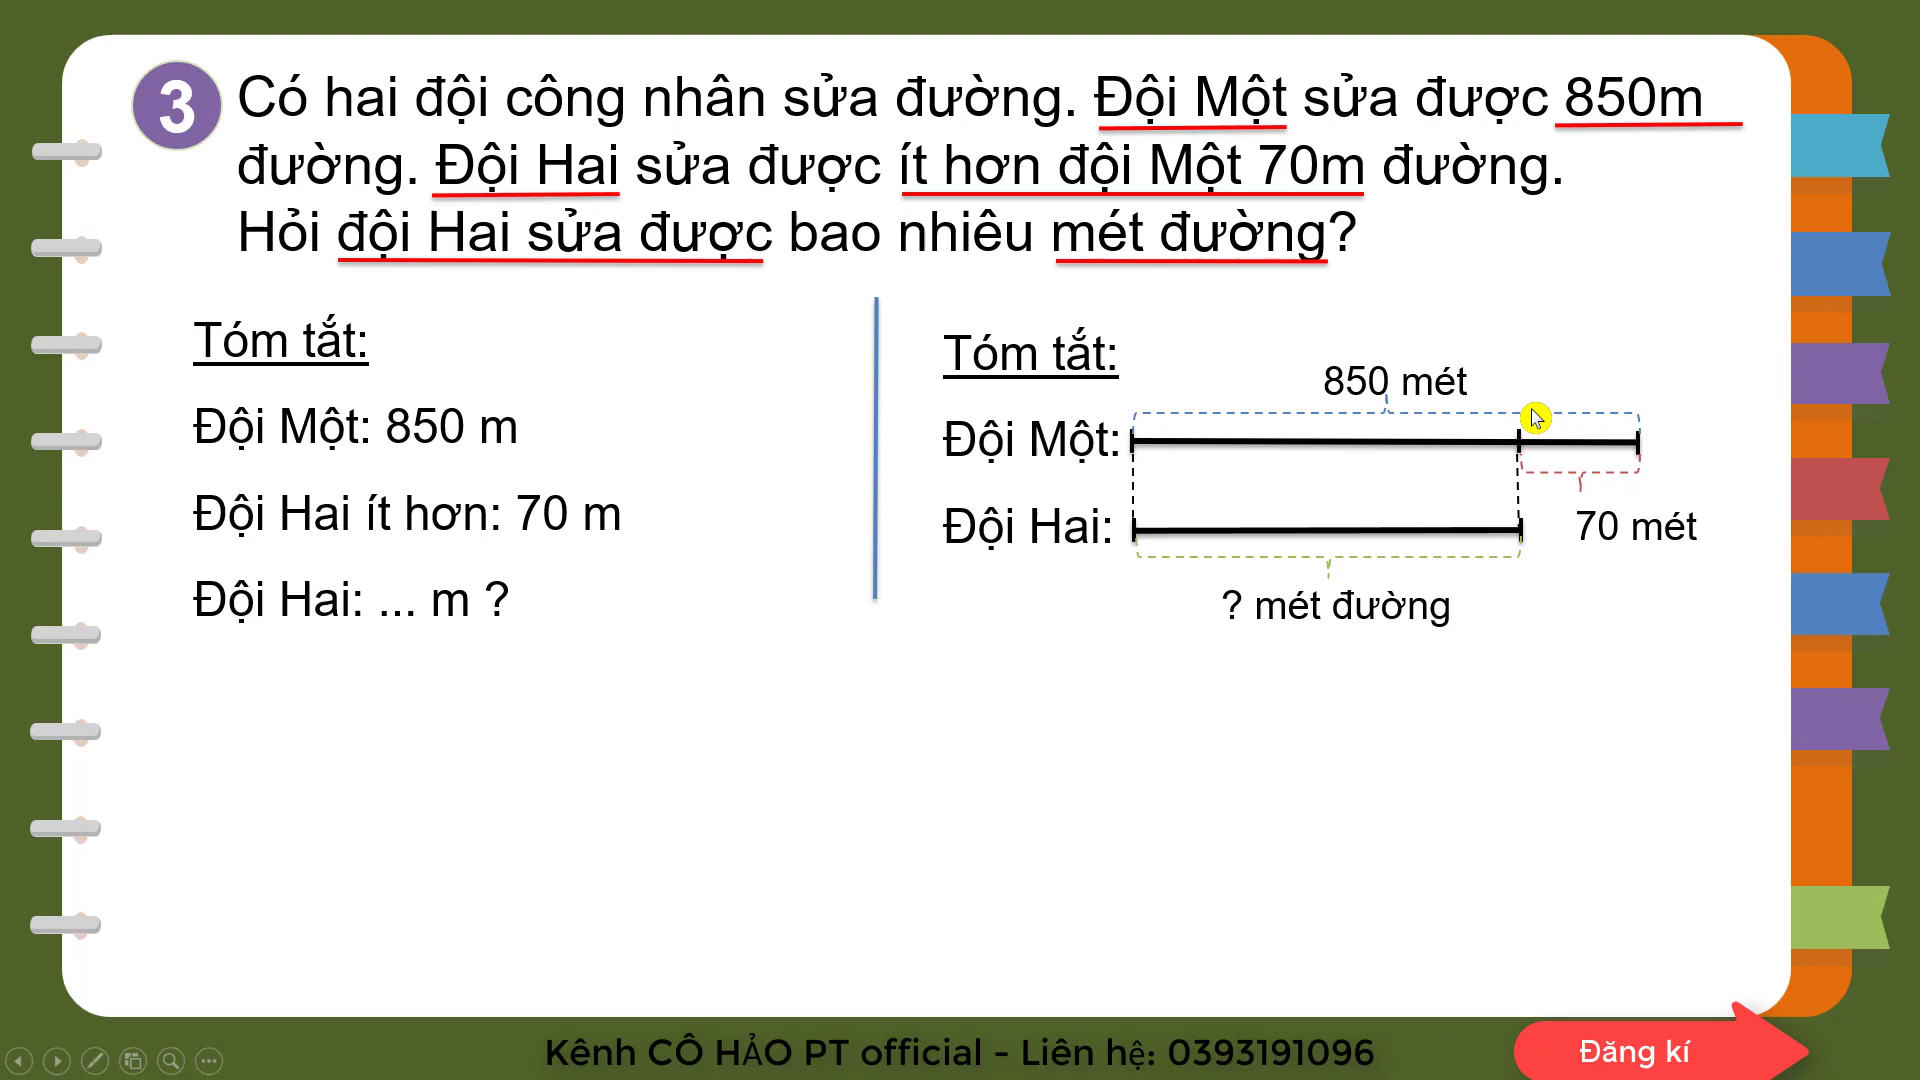 3
Có hai đội công nhân sửa đường. Đội Một sửa được 850m
đường. Đội Hai sửa được ít hơn đội Một 70m đường.
Hỏi đội Hai sửa được bao nhiêu mét đường?
Tóm tắt:
Đội Một: 850 m
Đội Hai ít hơn: 70 m
Đội Hai: ... m ?
Tóm tắt:
850 mét
Đội Một:
Đội Hai:
70 mét
? mét đường
Kênh CÔ HẢO PT official - Liên hệ: 0393191096
Đăng kí